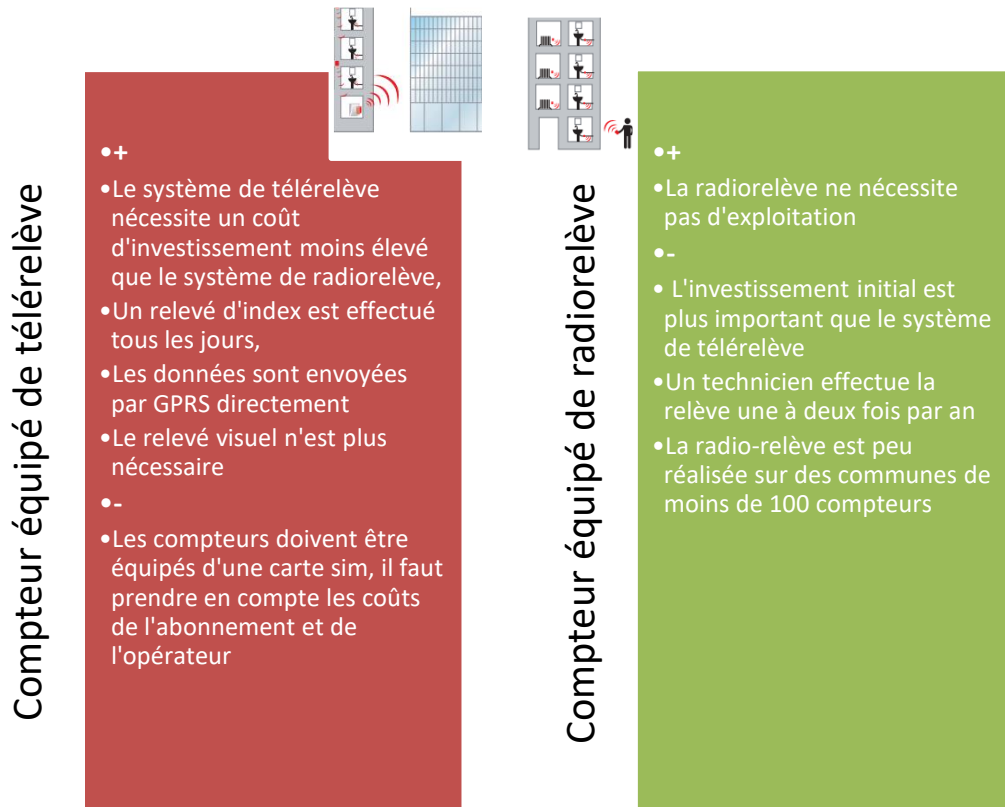 Compteur équipé de télérelève
•+
•Le système de télérelève
nécessite un coût
d'investissement moins élevé
que le système de radiorelève,
•Un relevé d'index est effectué
tous les jours,
•Les données sont envoyées
par GPRS directement
•Le relevé visuel n'est plus
nécessaire
•-
•Les compteurs doivent être
équipés d'une carte sim, il faut
prendre en compte les coûts
de l'abonnement et de
l'opérateur
Compteur équipé de radiorelève
•+
•La radiorelève ne nécessite
pas d'exploitation
•-
• L'investissement initial est
plus important que le système
de télérelève
•Un technicien effectue la
relève une à deux fois par an
•La radio-relève est peu
réalisée sur des communes de
moins de 100 compteurs